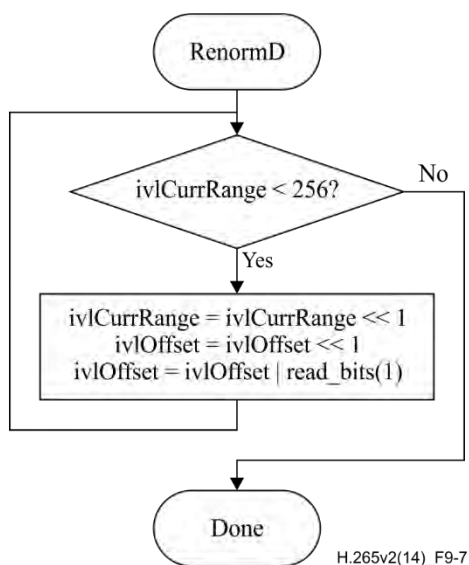 RenormD
ivlCurrRange < 256?
No
Yes
ivlCurrRange = ivlCurrRange << 1
ivlOffset = ivlOffset << 1
ivlOffset = ivlOffset | read_bits(1)
Done
H.265v2(14)_F9-7